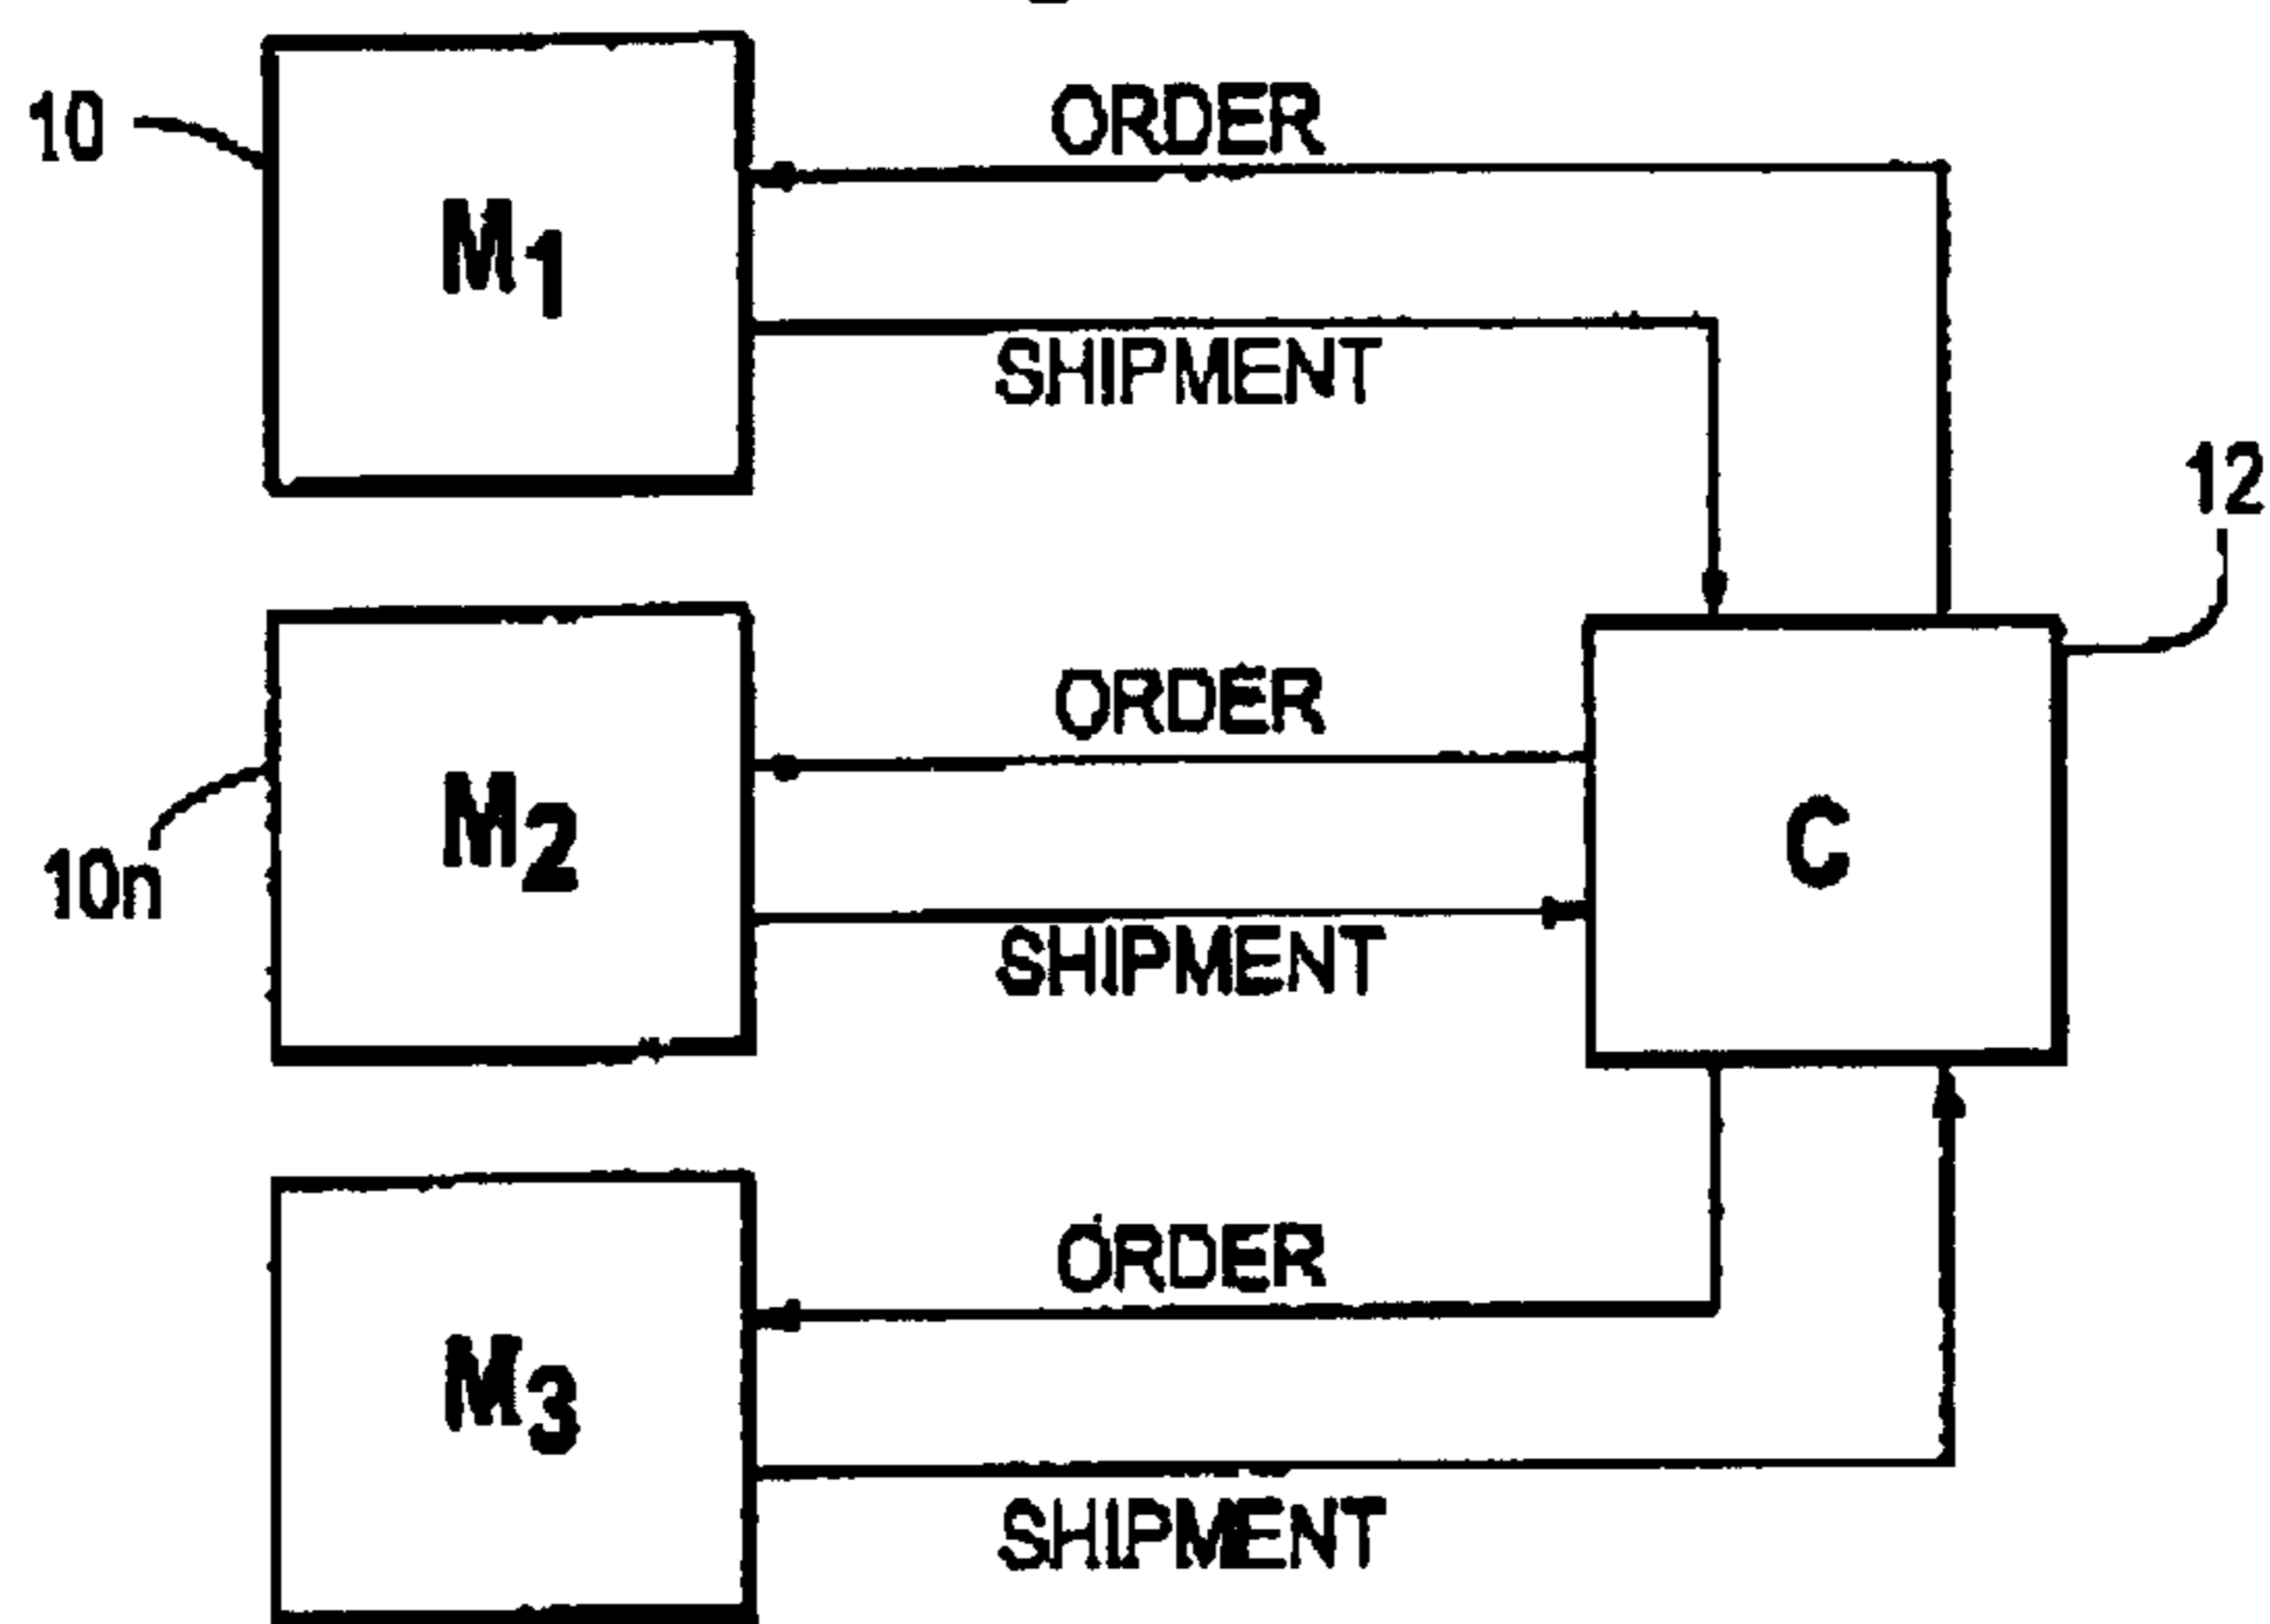 10
M1
ORDER
SHIPMENT
12
M2
10n
ORDER
SHIPMENT
C
M3
ORDER
SHIPMENT